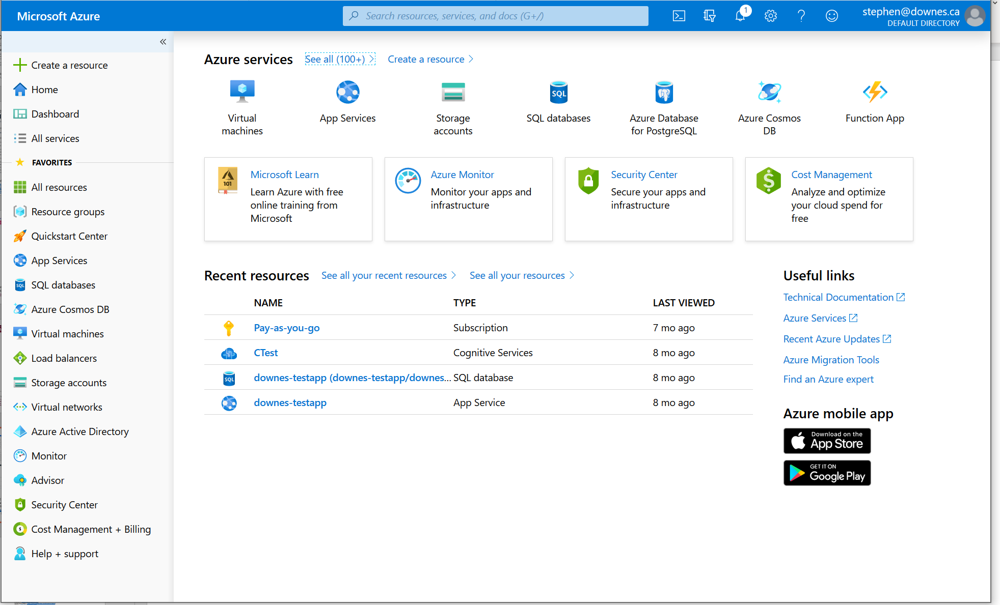 Microsoft Azure
Search resources, services, and docs (G+/)
1
stephen@downes.ca
DEFAULT DIRECTORY
«
Create a resource
Home
Dashboard
All services
FAVORITES
All resources
Resource groups
Quickstart Center
App Services
SQL databases
Azure Cosmos DB
Virtual machines
Load balancers
Storage accounts
Virtual networks
Azure Active Directory
Monitor
Advisor
Security Center
Cost Management + Billing
Help + support
Azure services
See all (100+)
Create a resource
Virtual
machines
App Services
Storage
accounts
SQL
SQL databases
Azure Database
for PostgreSQL
Azure Cosmos
DB
Function App
101
Microsoft Learn
Learn Azure with free
online training from
Microsoft
Azure Monitor
Monitor your apps and
infrastructure
Security Center
Secure your apps and
infrastructure
Cost Management
Analyze and optimize
your cloud spend for
free
Recent resources
See all your recent resources
See all your resources
NAME TYPE LAST VIEWED
Pay-as-you-go Subscription 7 mo ago
CTest Cognitive Services 8 mo ago
SQL downes-testapp (downes-testapp/downes... SQL database 8 mo ago
downes-testapp App Service 8 mo ago
Useful links
Technical Documentation
Azure Services
Recent Azure Updates
Azure Migration Tools
Find an Azure expert
Azure mobile app
Download on the
App Store
GET IT ON
Google Play